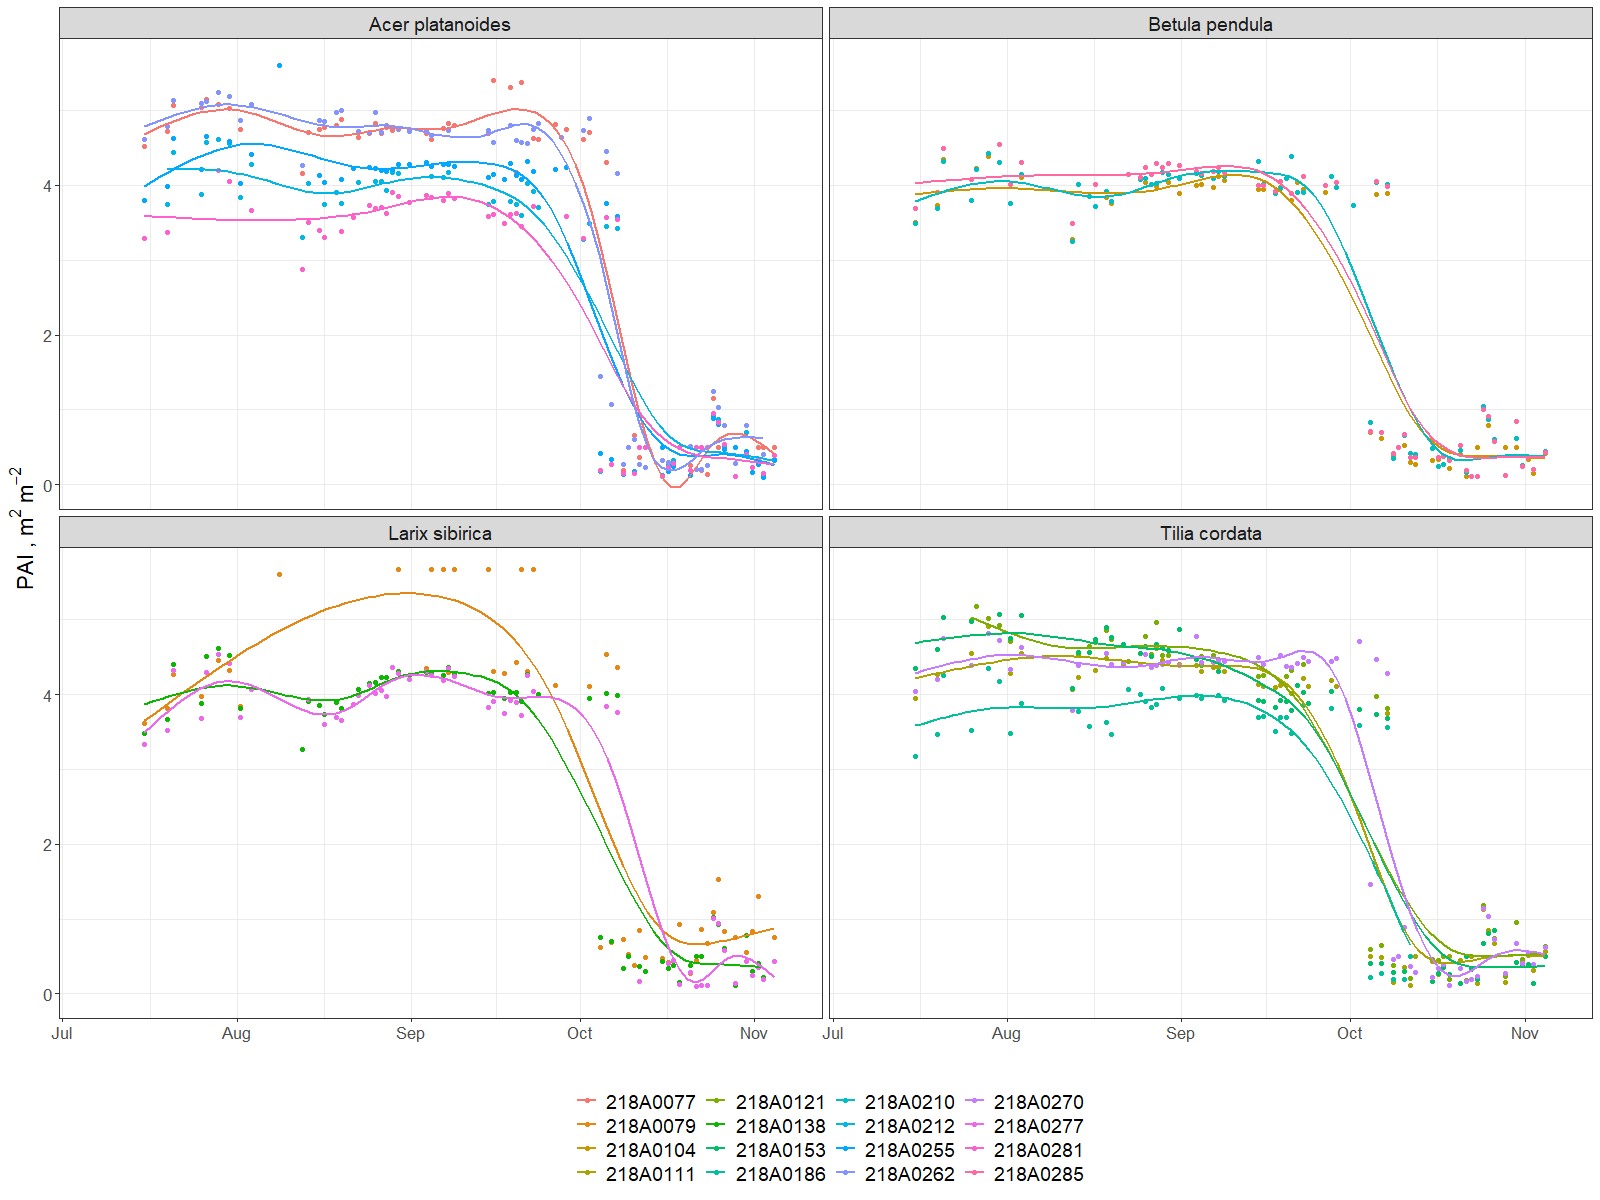 Acer platanoides
Betula pendula
4
2
0
Larix sibirica
Tilia cordata
4
2
0
PAI , m² m⁻²
Jul Aug Sep Oct Nov
Jul Aug Sep Oct Nov
218A0077 218A0121 218A0210 218A0270
218A0079 218A0138 218A0212 218A0277
218A0104 218A0153 218A0255 218A0281
218A0111 218A0186 218A0262 218A0285